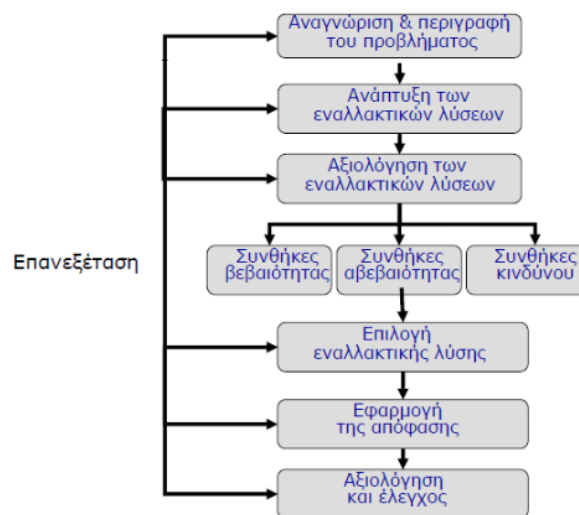 Αναγνώριση & περιγραφή
του προβλήματος
Ανάπτυξη των
εναλλακτικών λύσεων
Αξιολόγηση των
εναλλακτικών λύσεων
Συνθήκες
βεβαιότητας
Συνθήκες
αβεβαιότητας
Συνθήκες
κινδύνου
Επανεξέταση
Επιλογή
εναλλακτικής λύσης
Εφαρμογή
της απόφασης
Αξιολόγηση
και έλεγχος